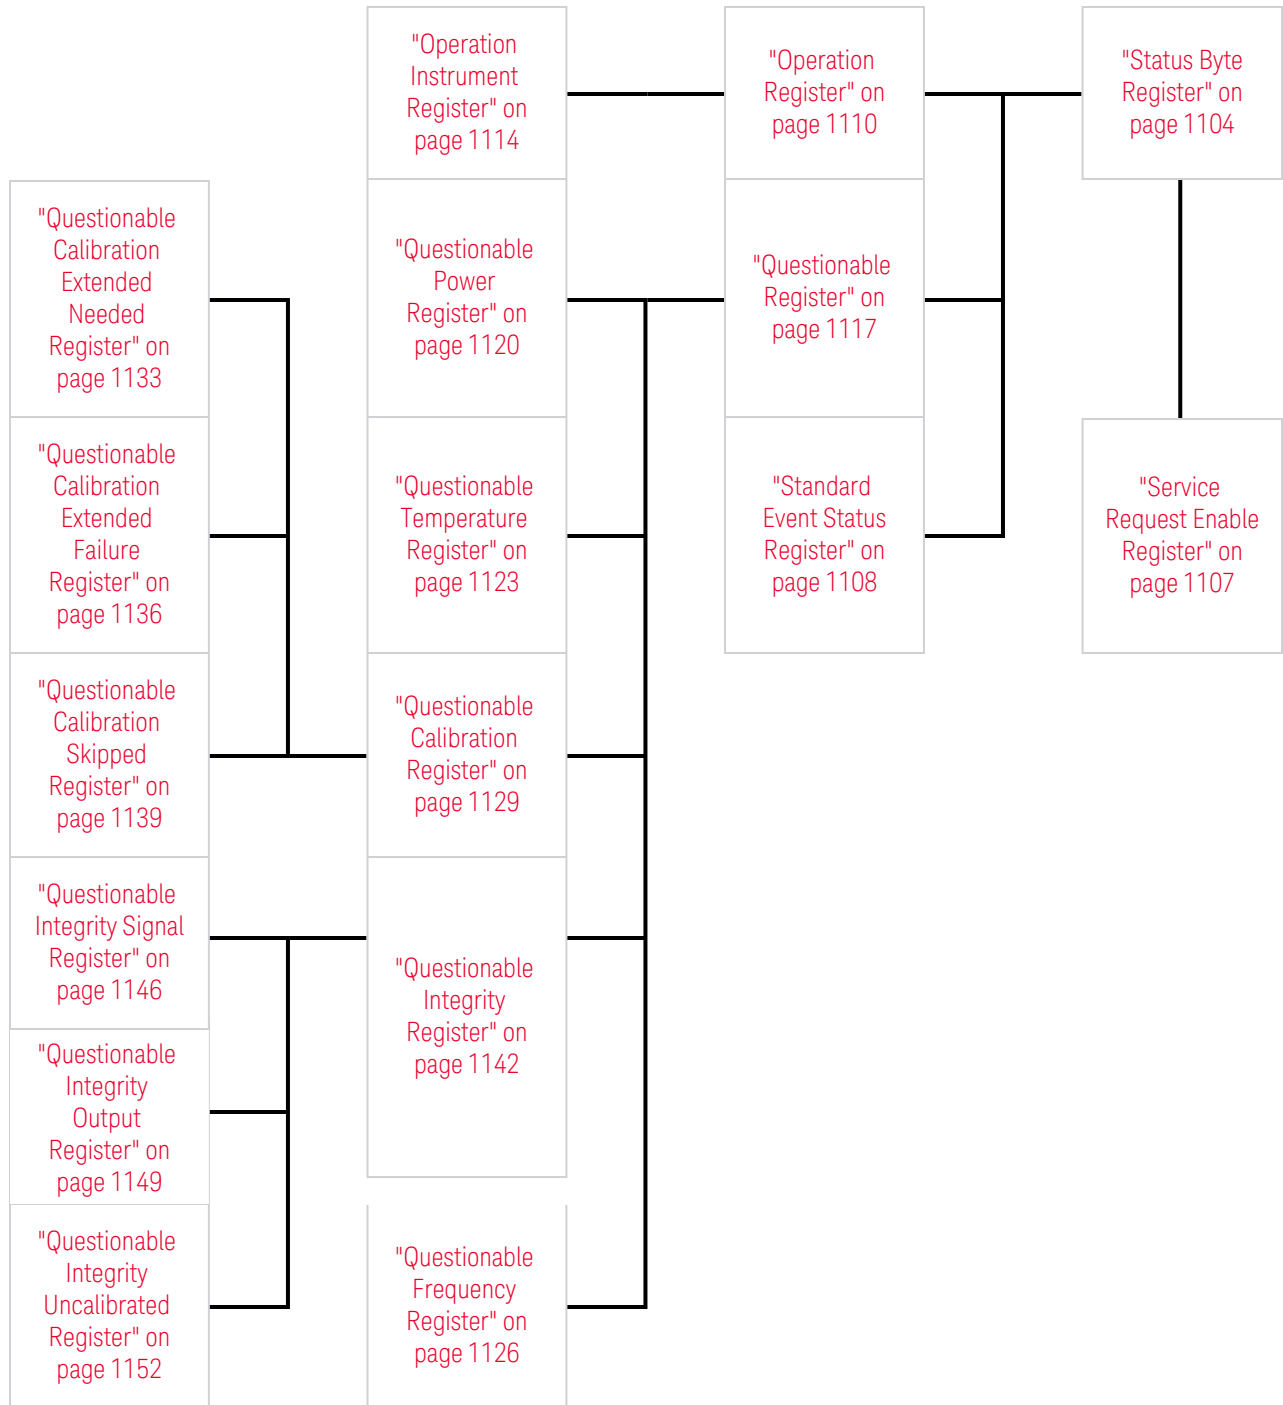 "Operation
Instrument
Register" on
page 1114
"Operation
Register" on
page 1110
"Status Byte
Register" on
page 1104
"Questionable
Calibration
Extended
Needed
Register" on
page 1133
"Questionable
Power
Register" on
page 1120
"Questionable
Register" on
page 1117
"Questionable
Calibration
Extended
Failure
Register" on
page 1136
"Questionable
Temperature
Register" on
page 1123
"Standard
Event Status
Register" on
page 1108
"Service
Request Enable
Register" on
page 1107
"Questionable
Calibration
Skipped
Register" on
page 1139
"Questionable
Calibration
Register" on
page 1129
"Questionable
Integrity Signal
Register" on
page 1146
"Questionable
Integrity
Register" on
page 1142
"Questionable
Integrity
Output
Register" on
page 1149
"Questionable
Integrity
Uncalibrated
Register" on
page 1152
"Questionable
Frequency
Register" on
page 1126